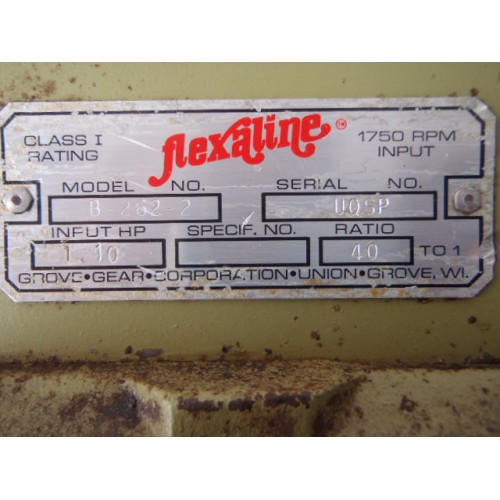 CLASS I RATING
flexaline
1750 RPM INPUT
MODEL NO. SERIAL NO.
B-262-2 UQSP
INPUT HP SPECIF. NO. RATIO
1.10 40 TO 1
GROVE•GEAR•CORPORATION•UNION•GROVE, WI.